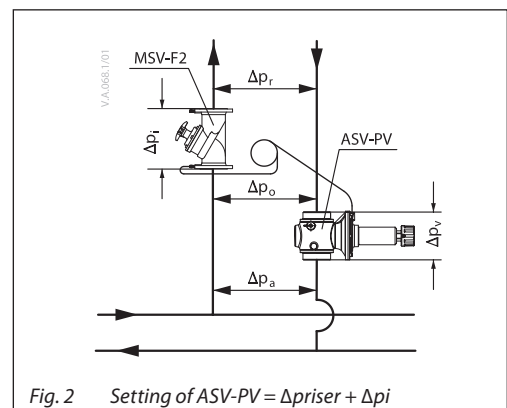 V.A.068.1/01
MSV-F2
Δpᵣ
ASV-PV
Δpᵢ
Δpₒ
Δpᵥ
Δpₐ
Fig. 2 Setting of ASV-PV = Δpriser + Δpi